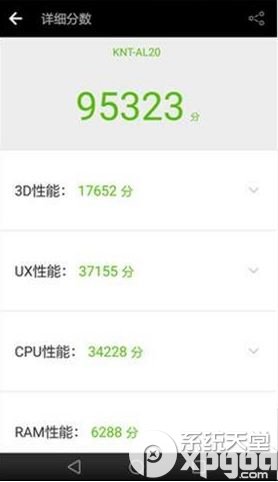 详细分数
KNT-AL20
95323 分
3D性能： 17652 分
UX性能： 37155 分
CPU性能： 34228 分
RAM性能： 6288 分
系统天堂
xpgod
.com